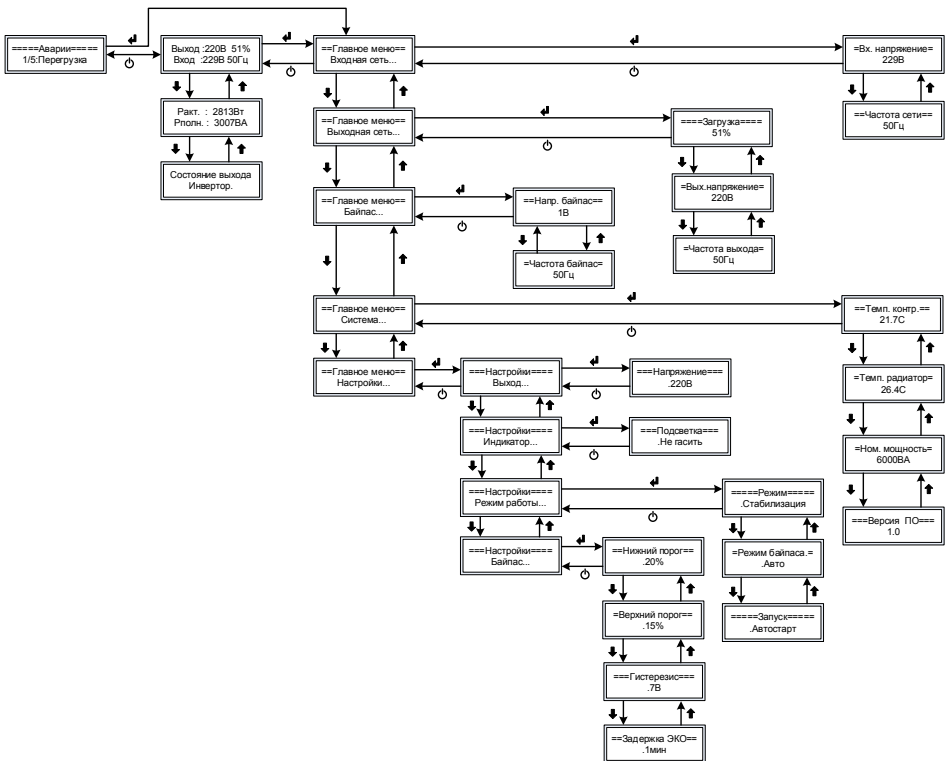 =====Аварии=====
1/5:Перегрузка
Выход :220В 51%
Вход :229В 50Гц
Pакт. : 2813Вт
Pполн. : 3007ВА
Состояние выхода
Инвертор.
==Главное меню==
Входная сеть...
=Вх. напряжение=
229В
==Частота сети==
50Гц
==Главное меню==
Выходная сеть...
====Загрузка====
51%
=Вых.напряжение=
220В
=Частота выхода=
50Гц
==Главное меню==
Байпас...
==Напр. байпас==
1В
=Частота байпас=
50Гц
==Главное меню==
Система...
==Темп. контр.==
21.7С
=Темп. радиатор=
26.4С
=Ном. мощность=
6000ВА
===Версия ПО===
1.0
==Главное меню==
Настройки...
===Настройки====
Выход...
===Напряжение===
.220В
===Настройки====
Индикатор...
===Подсветка===
.Не гасить
===Настройки====
Режим работы...
=====Режим=====
.Стабилизация
=Режим байпаса.=
.Авто
=====Запуск=====
.Автостарт
===Настройки====
Байпас...
==Нижний порог==
.20%
=Верхний порог==
.15%
===Гистерезис===
.7В
==Задержка ЭКО==
.1мин